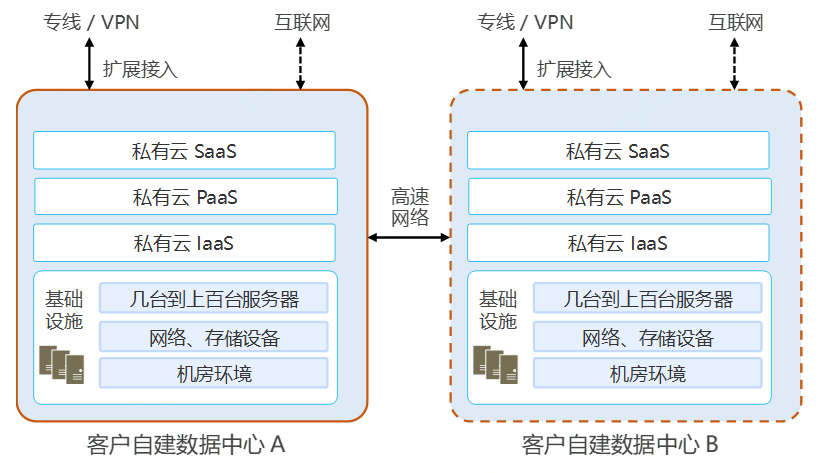 专线 / VPN
互联网
扩展接入
私有云 SaaS
私有云 PaaS
私有云 IaaS
基础
设施
几台到上百台服务器
网络、存储设备
机房环境
客户自建数据中心 A
高速
网络
专线 / VPN
互联网
扩展接入
私有云 SaaS
私有云 PaaS
私有云 IaaS
基础
设施
几台到上百台服务器
网络、存储设备
机房环境
客户自建数据中心 B